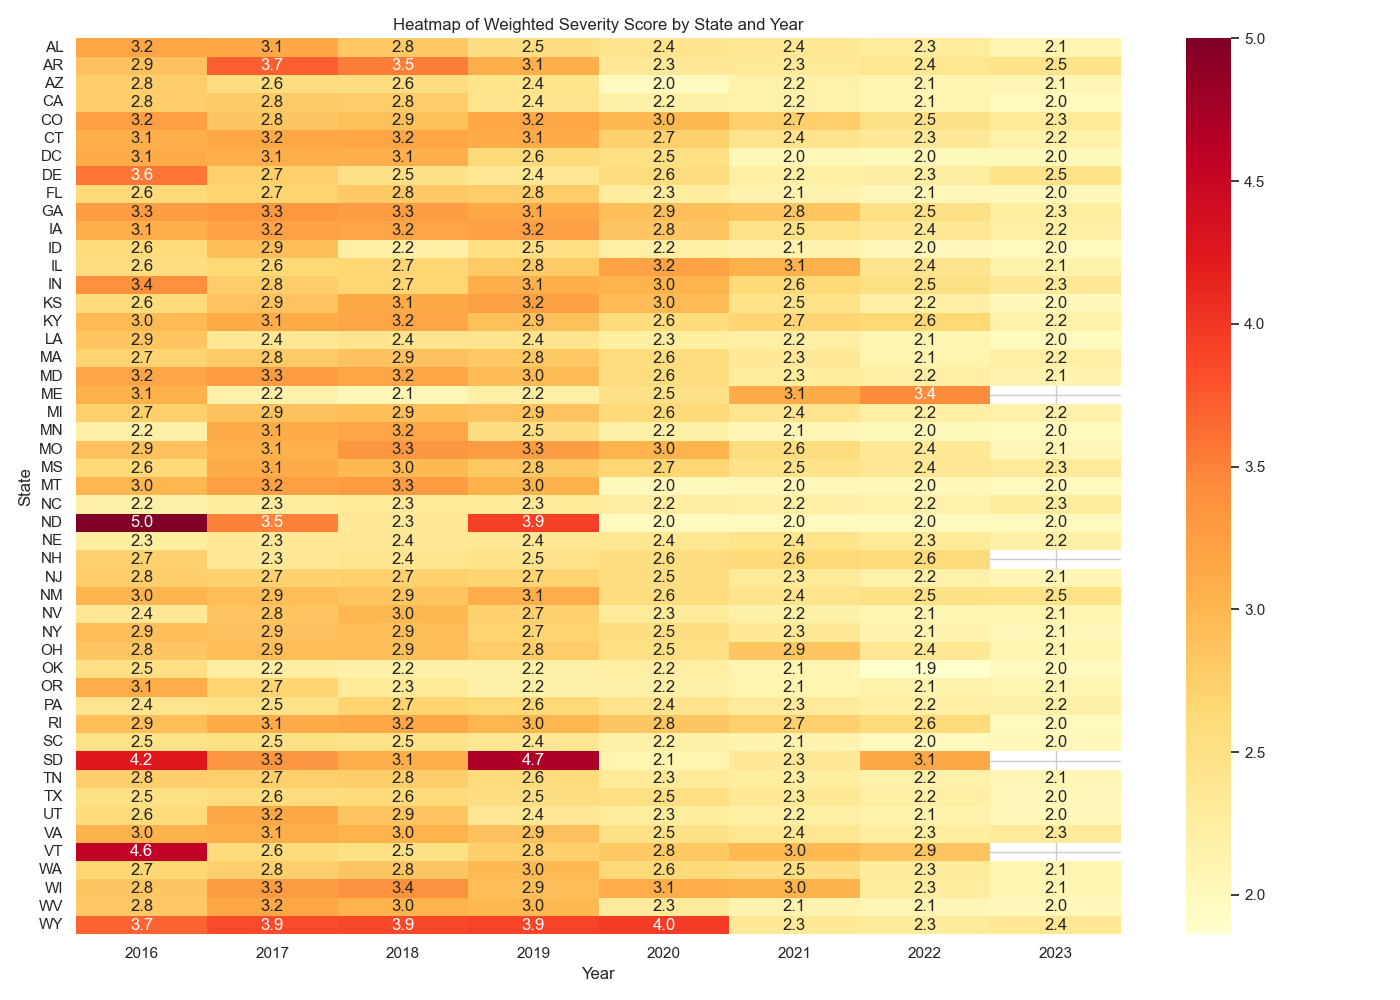 Heatmap of Weighted Severity Score by State and Year
AL 3.2 3.1 2.8 2.5 2.4 2.4 2.3 2.1
AR 2.9 3.7 3.5 3.1 2.3 2.3 2.4 2.5
AZ 2.8 2.6 2.6 2.4 2.0 2.2 2.1 2.1
CA 2.8 2.8 2.8 2.4 2.2 2.2 2.1 2.0
CO 3.2 2.8 2.9 3.2 3.0 2.7 2.5 2.3
CT 3.1 3.2 3.2 3.1 2.7 2.4 2.3 2.2
DC 3.1 3.1 3.1 2.6 2.5 2.0 2.0 2.0
DE 3.6 2.7 2.5 2.4 2.6 2.2 2.3 2.5
FL 2.6 2.7 2.8 2.8 2.3 2.1 2.1 2.0
GA 3.3 3.3 3.3 3.1 2.9 2.8 2.5 2.3
IA 3.1 3.2 3.2 3.2 2.8 2.5 2.4 2.2
ID 2.6 2.9 2.2 2.5 2.2 2.1 2.0 2.0
IL 2.6 2.6 2.7 2.8 3.2 3.1 2.4 2.1
IN 3.4 2.8 2.7 3.1 3.0 2.6 2.5 2.3
KS 2.6 2.9 3.1 3.2 3.0 2.5 2.2 2.0
KY 3.0 3.1 3.2 2.9 2.6 2.7 2.6 2.2
LA 2.9 2.4 2.4 2.4 2.3 2.2 2.1 2.0
MA 2.7 2.8 2.9 2.8 2.6 2.3 2.1 2.2
MD 3.2 3.3 3.2 3.0 2.6 2.3 2.2 2.1
ME 3.1 2.2 2.1 2.2 2.5 3.1 3.4
MI 2.7 2.9 2.9 2.9 2.6 2.4 2.2 2.2
MN 2.2 3.1 3.2 2.5 2.2 2.1 2.0 2.0
MO 2.9 3.1 3.3 3.3 3.0 2.6 2.4 2.1
MS 2.6 3.1 3.0 2.8 2.7 2.5 2.4 2.3
MT 3.0 3.2 3.3 3.0 2.0 2.0 2.0 2.0
NC 2.2 2.3 2.3 2.3 2.2 2.2 2.2 2.3
ND 5.0 3.5 2.3 3.9 2.0 2.0 2.0 2.0
NE 2.3 2.3 2.4 2.4 2.4 2.4 2.3 2.2
NH 2.7 2.3 2.4 2.5 2.6 2.6 2.6
NJ 2.8 2.7 2.7 2.7 2.5 2.3 2.2 2.1
NM 3.0 2.9 2.9 3.1 2.6 2.4 2.5 2.5
NV 2.4 2.8 3.0 2.7 2.3 2.2 2.1 2.1
NY 2.9 2.9 2.9 2.7 2.5 2.3 2.1 2.1
OH 2.8 2.9 2.9 2.8 2.5 2.9 2.4 2.1
OK 2.5 2.2 2.2 2.2 2.2 2.1 1.9 2.0
OR 3.1 2.7 2.3 2.2 2.2 2.1 2.1 2.1
PA 2.4 2.5 2.7 2.6 2.4 2.3 2.2 2.2
RI 2.9 3.1 3.2 3.0 2.8 2.7 2.6 2.0
SC 2.5 2.5 2.5 2.4 2.2 2.1 2.0 2.0
SD 4.2 3.3 3.1 4.7 2.1 2.3 3.1
TN 2.8 2.7 2.8 2.6 2.3 2.3 2.2 2.1
TX 2.5 2.6 2.6 2.5 2.5 2.3 2.2 2.0
UT 2.6 3.2 2.9 2.4 2.3 2.2 2.1 2.0
VA 3.0 3.1 3.0 2.9 2.5 2.4 2.3 2.3
VT 4.6 2.6 2.5 2.8 2.8 3.0 2.9
WA 2.7 2.8 2.8 3.0 2.6 2.5 2.3 2.1
WI 2.8 3.3 3.4 2.9 3.1 3.0 2.3 2.1
WV 2.8 3.2 3.0 3.0 2.3 2.1 2.1 2.0
WY 3.7 3.9 3.9 3.9 4.0 2.3 2.3 2.4
2016 2017 2018 2019 2020 2021 2022 2023
Year
State
5.0
4.5
4.0
3.5
3.0
2.5
2.0